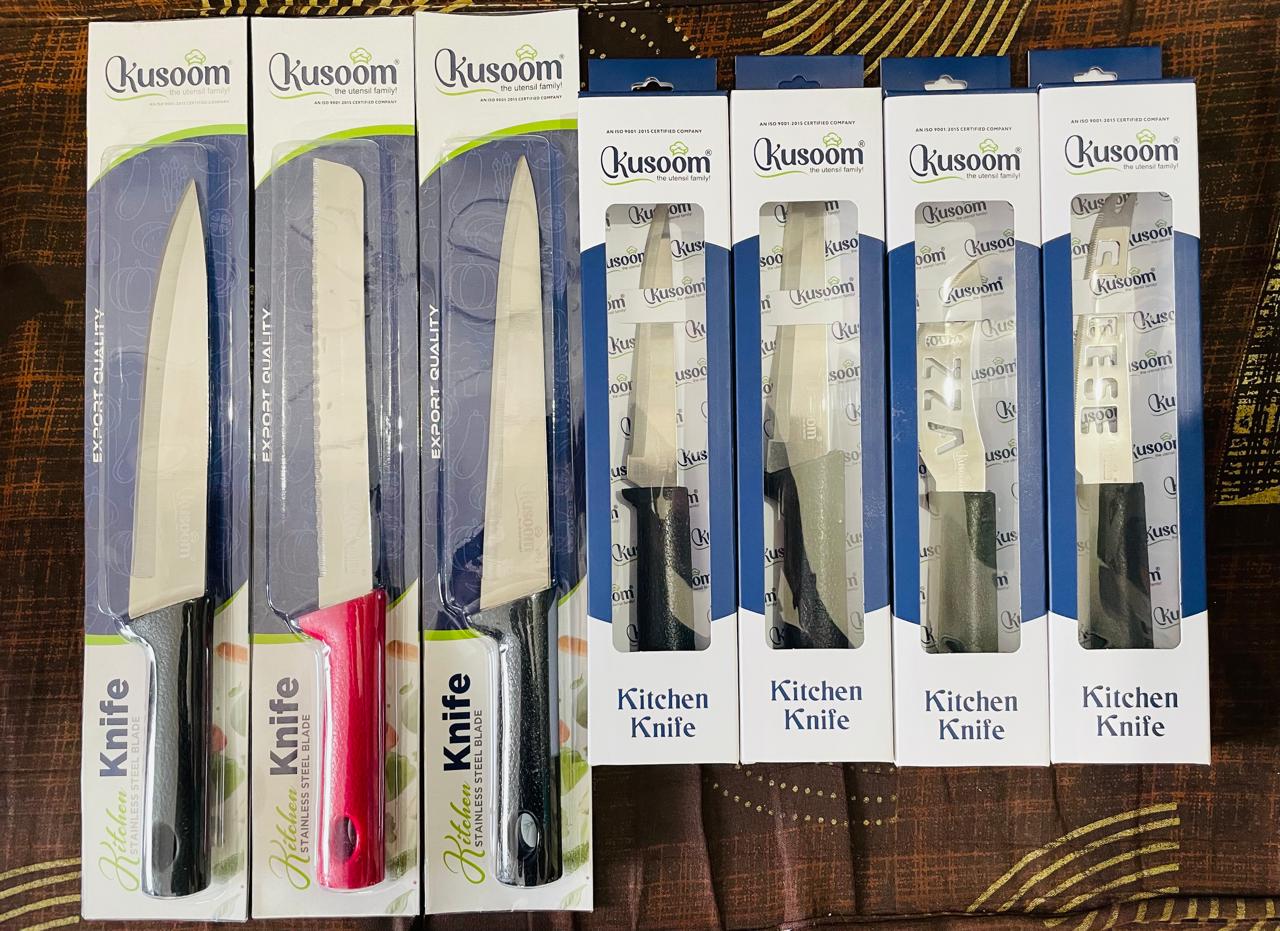 Kusoom®
the utensil family!
AN ISO 9001:2015 CERTIFIED COMPANY
EXPORT QUALITY
Kitchen
Knife
STAINLESS STEEL BLADE
Kusoom®
the utensil family!
AN ISO 9001:2015 CERTIFIED COMPANY
EXPORT QUALITY
Kitchen
Knife
STAINLESS STEEL BLADE
Kusoom®
the utensil family!
AN ISO 9001:2015 CERTIFIED COMPANY
EXPORT QUALITY
Kitchen
Knife
STAINLESS STEEL BLADE
AN ISO 9001:2015 CERTIFIED COMPANY
Kusoom®
the utensil family!
Kusoom
Kitchen
Knife
AN ISO 9001:2015 CERTIFIED COMPANY
Kusoom®
the utensil family!
Kusoom
Kitchen
Knife
AN ISO 9001:2015 CERTIFIED COMPANY
Kusoom®
the utensil family!
Kusoom
Kusoom
Kitchen
Knife
AN ISO 9001:2015 CERTIFIED COMPANY
Kusoom®
the utensil family!
Kusoom
Kitchen
Knife